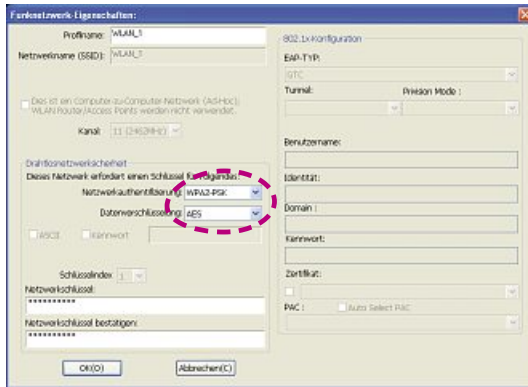 Funknetzwerk-Eigenschaften:
Profilname: WLAN_1
Netzwerkname (SSID): WLAN_1
Dies ist ein Computer-zu-Computer-Netzwerk (AdHoc);
WLAN Router/Access Points werden nicht verwendet.
Kanal: 11 (2462MHz)
Drahtlosnetzwerksicherheit
Dieses Netzwerk erfordert einen Schlüssel für Folgendes:
Netzwerkauthentifizierung: WPA2-PSK
Datenverschlüsselung: AES
ASCII Kennwort
Schlüsselindex 1
Netzwerkschlüssel:
**********
Netzwerkschlüssel bestätigen:
**********
OK(O) Abbrechen(C)
802.1x-Konfiguration
EAP-TYP:
GTC
Tunnel: Privison Mode :
Benutzername:
Identität:
Domain :
Kennwort:
Zertifikat:
PAC : Auto Select PAC